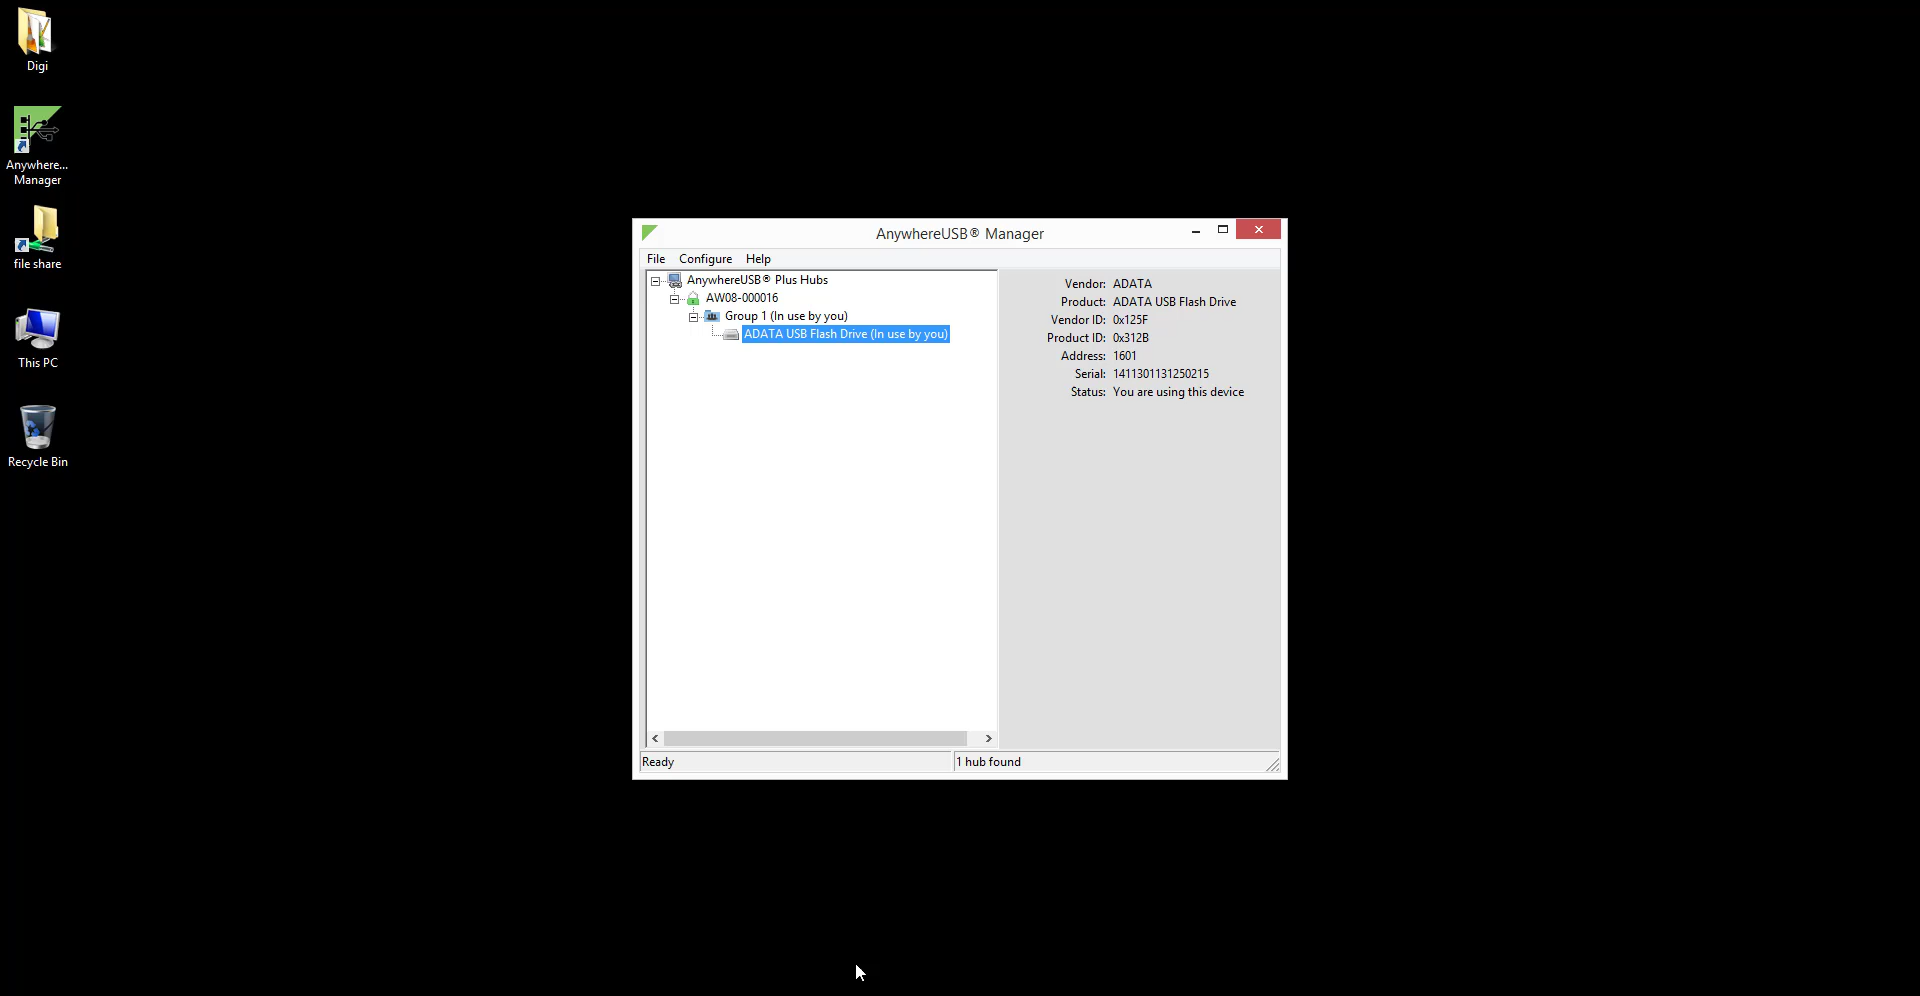 Digi
Anywhere...
Manager
file share
This PC
Recycle Bin
AnywhereUSB® Manager
File Configure Help
AnywhereUSB® Plus Hubs
AW08-000016
Group 1 (In use by you)
ADATA USB Flash Drive (In use by you)
Vendor: ADATA
Product: ADATA USB Flash Drive
Vendor ID: 0x125F
Product ID: 0x312B
Address: 1601
Serial: 1411301131250215
Status: You are using this device
Ready
1 hub found